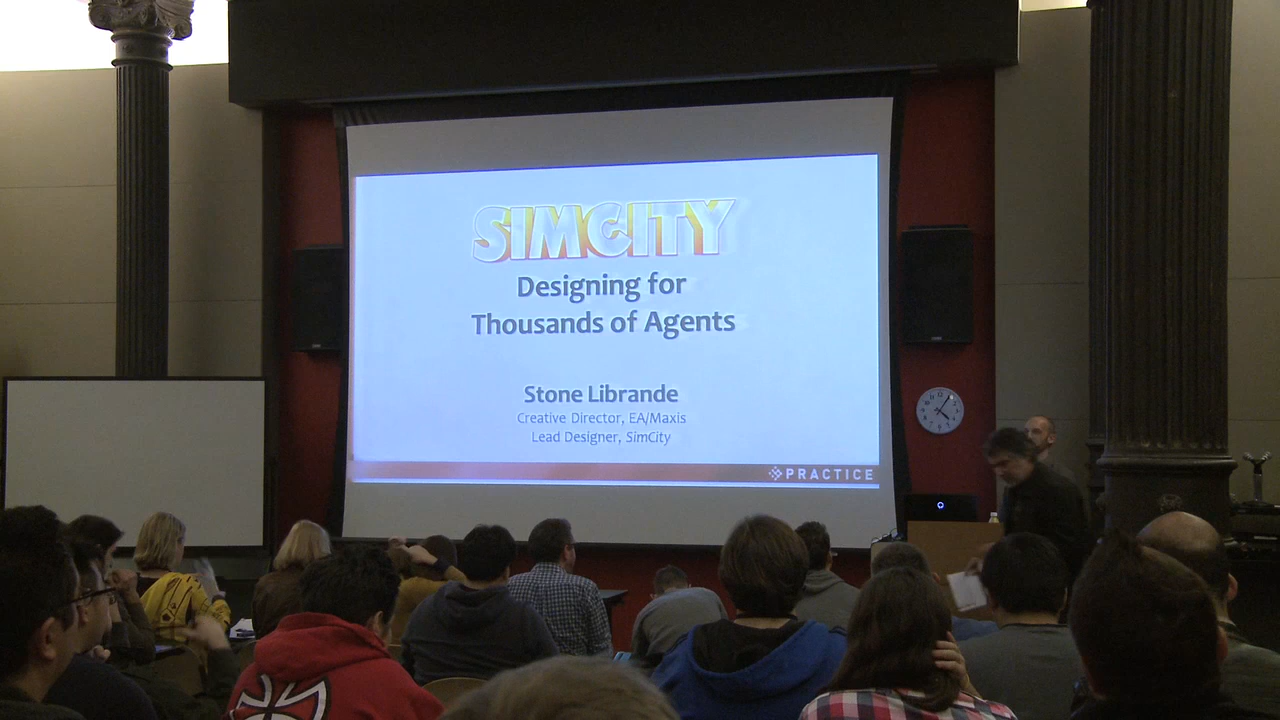 SIMCITY
Designing for
Thousands of Agents
Stone Librande
Creative Director, EA/Maxis
Lead Designer, SimCity
PRACTICE